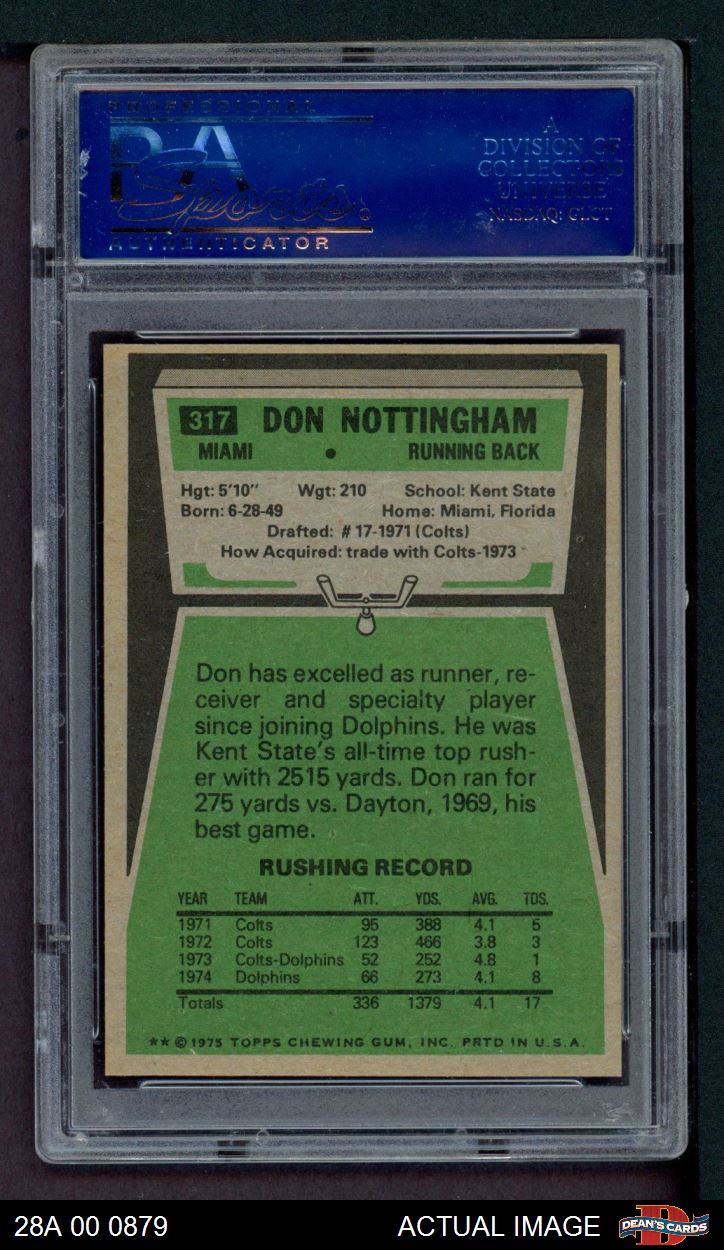 PROFESSIONAL
PSA
Sports
AUTHENTICATOR
A
DIVISION OF
COLLECTORS
UNIVERSE
NASDAQ: CLCT
317 DON NOTTINGHAM
MIAMI • RUNNING BACK
Hgt: 5'10" Wgt: 210 School: Kent State
Born: 6-28-49 Home: Miami, Florida
Drafted: #17-1971 (Colts)
How Acquired: trade with Colts-1973
Don has excelled as runner, re-
ceiver and specialty player
since joining Dolphins. He was
Kent State's all-time top rush-
er with 2515 yards. Don ran for
275 yards vs. Dayton, 1969, his
best game.
RUSHING RECORD
YEAR TEAM ATT. YDS. AVG. TDS.
1971 Colts 95 388 4.1 5
1972 Colts 123 466 3.8 3
1973 Colts-Dolphins 52 252 4.8 1
1974 Dolphins 66 273 4.1 8
Totals 336 1379 4.1 17
** © 1975 TOPPS CHEWING GUM, INC. PRTD IN U.S.A.
28A 00 0879 ACTUAL IMAGE DEAN'S CARDS